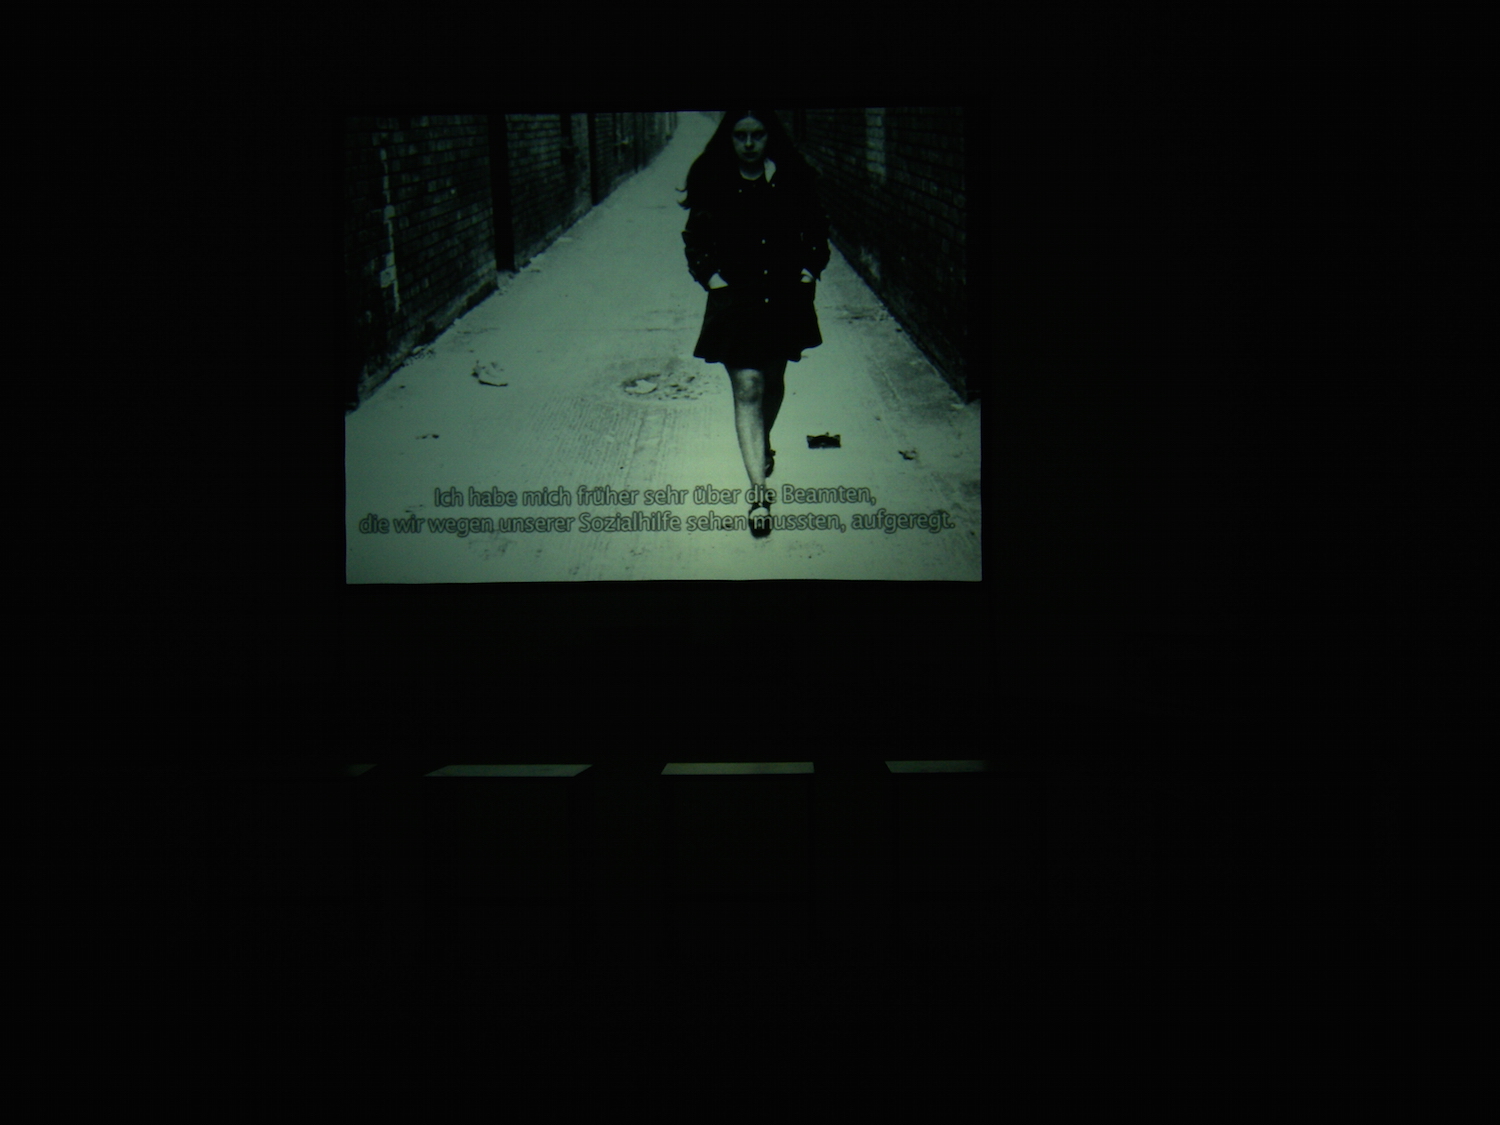 Ich habe mich früher sehr über die Beamten,
die wir wegen unserer Sozialhilfe sehen mussten, aufgeregt.